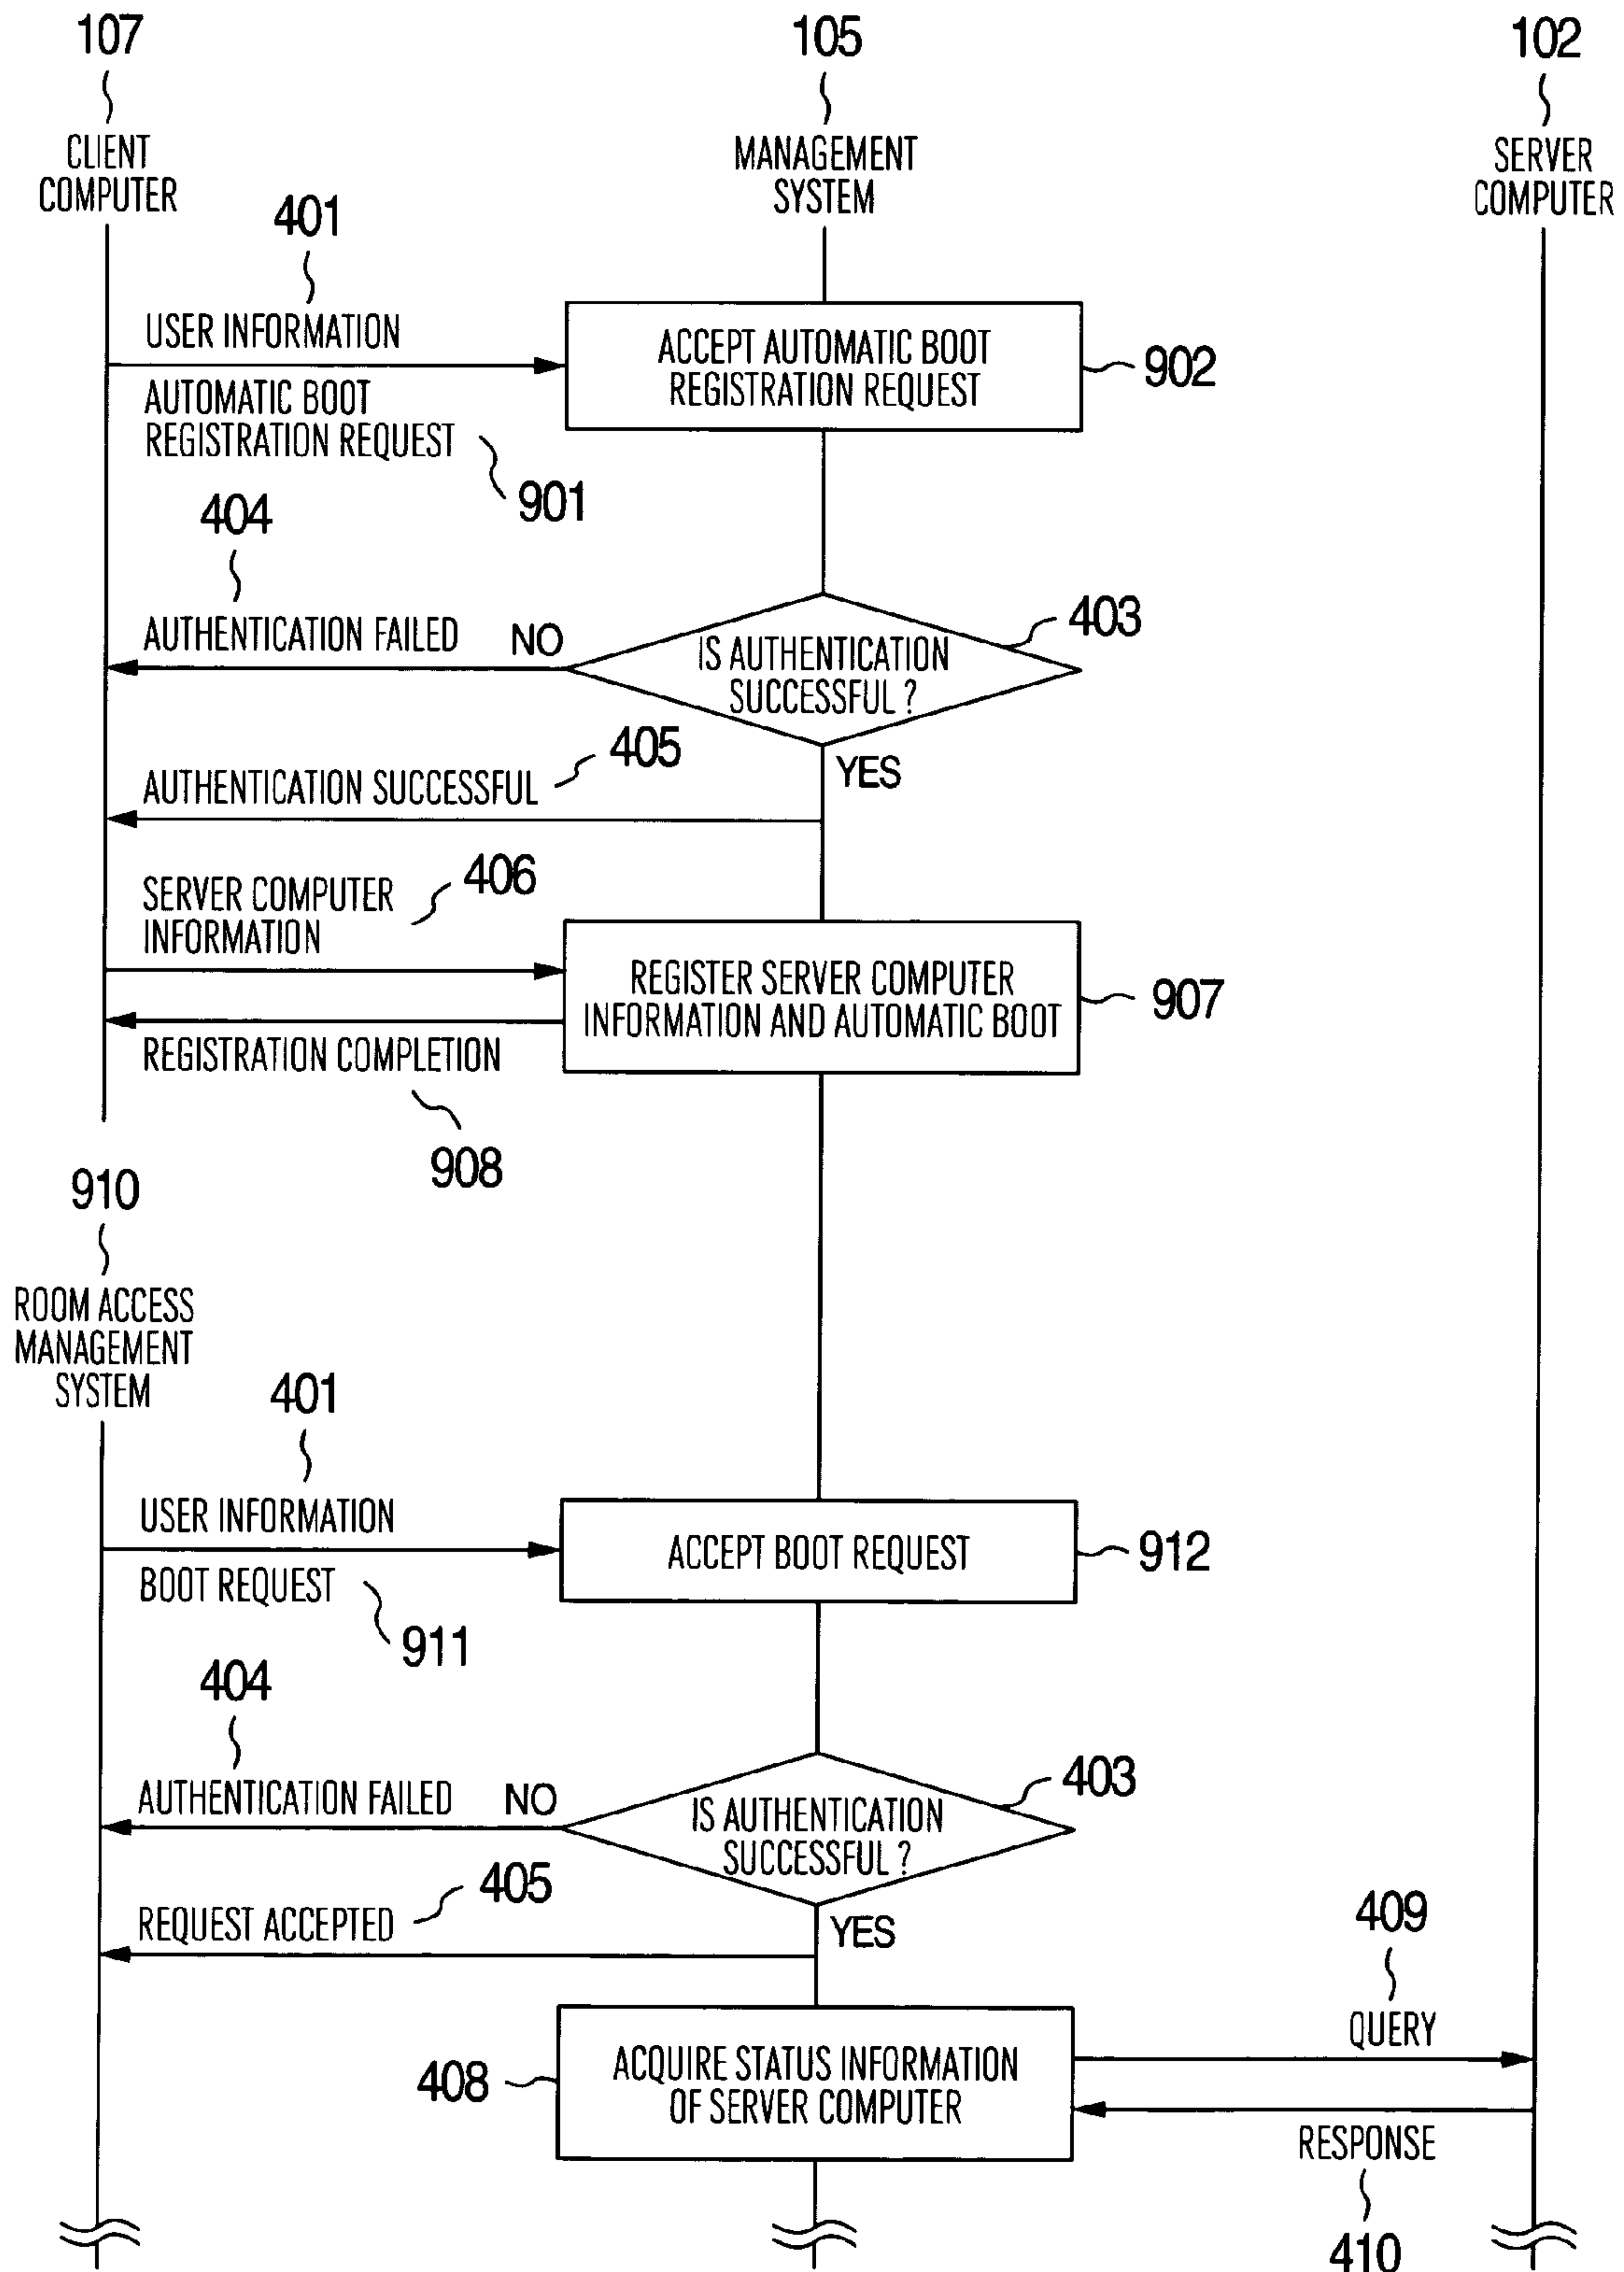 107
105
102
CLIENT
COMPUTER
MANAGEMENT
SYSTEM
SERVER
COMPUTER
401
USER INFORMATION
AUTOMATIC BOOT
REGISTRATION REQUEST
901
ACCEPT AUTOMATIC BOOT
REGISTRATION REQUEST
902
404
AUTHENTICATION FAILED
NO
IS AUTHENTICATION
SUCCESSFUL ?
403
YES
405
AUTHENTICATION SUCCESSFUL
406
SERVER COMPUTER
INFORMATION
REGISTER SERVER COMPUTER
INFORMATION AND AUTOMATIC BOOT
907
REGISTRATION COMPLETION
908
910
ROOM ACCESS
MANAGEMENT
SYSTEM
401
USER INFORMATION
BOOT REQUEST
911
ACCEPT BOOT REQUEST
912
404
AUTHENTICATION FAILED
NO
IS AUTHENTICATION
SUCCESSFUL ?
403
YES
405
REQUEST ACCEPTED
408
ACQUIRE STATUS INFORMATION
OF SERVER COMPUTER
409
QUERY
RESPONSE
410